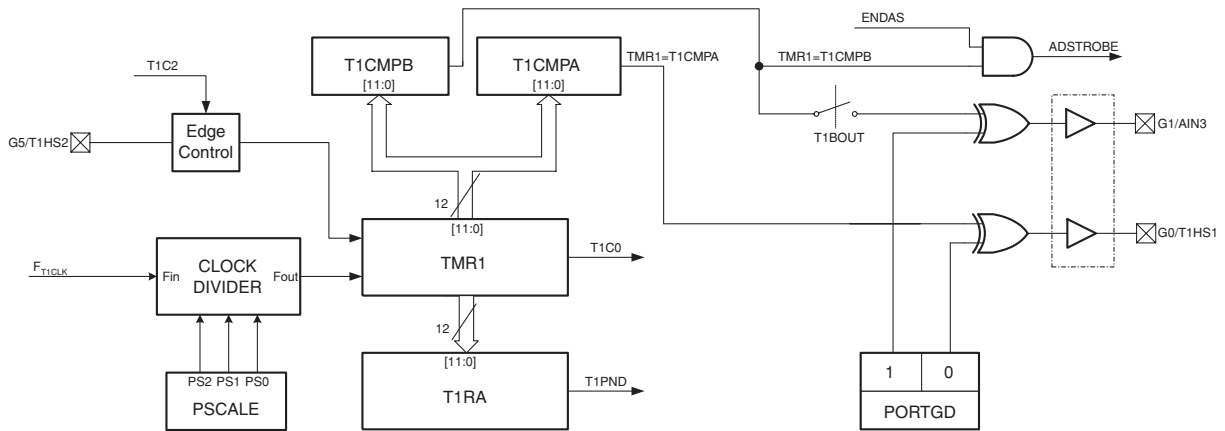 ENDAS
ADSTROBE
T1CMPB
[11:0]
T1CMPA
[11:0]
TMR1=T1CMPA
TMR1=T1CMPB
T1C2
G5/T1HS2
Edge
Control
T1BOUT
G1/AIN3
12
[11:0]
TMR1
T1C0
G0/T1HS1
FT1CLK
Fin
CLOCK
DIVIDER
Fout
12
[11:0]
T1RA
T1PND
PS2 PS1 PS0
PSCALE
1 0
PORTGD